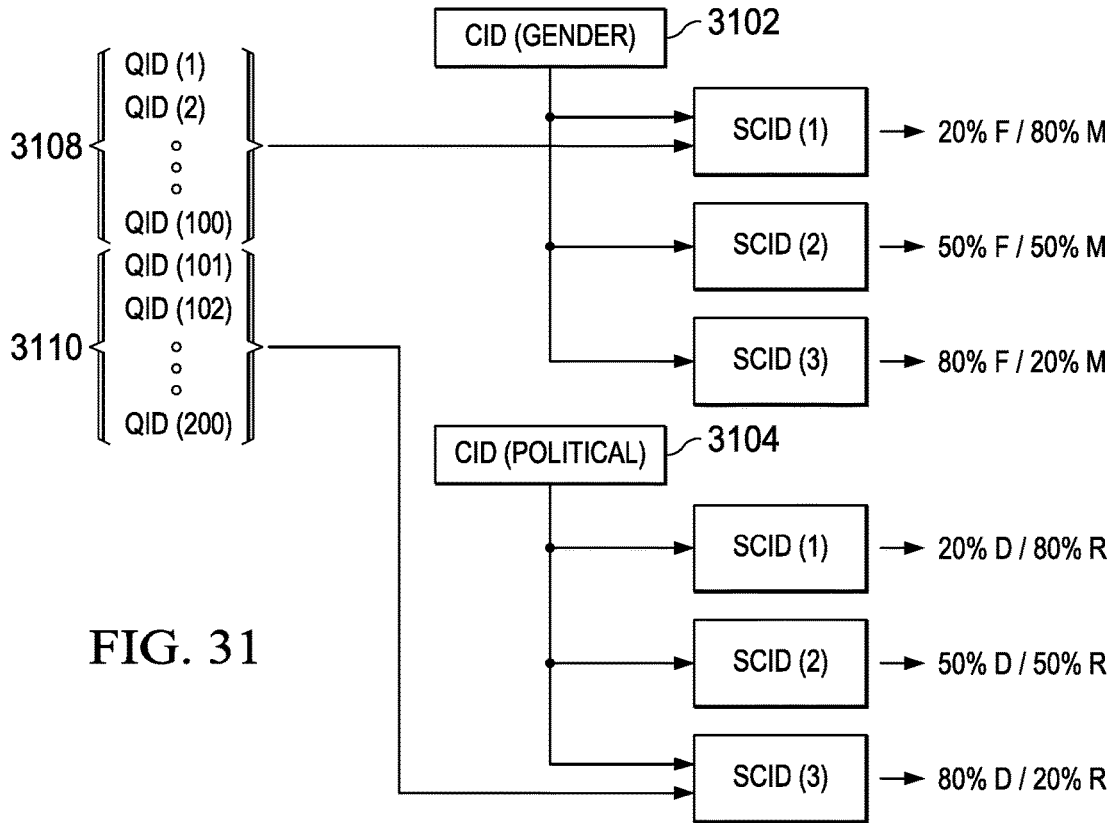 CID (GENDER)
3102
QID (1)
QID (2)
3108
QID (100)
SCID (1)
20% F / 80% M
SCID (2)
50% F / 50% M
SCID (3)
80% F / 20% M
QID (101)
QID (102)
3110
QID (200)
CID (POLITICAL)
3104
SCID (1)
20% D / 80% R
SCID (2)
50% D / 50% R
SCID (3)
80% D / 20% R
FIG. 31